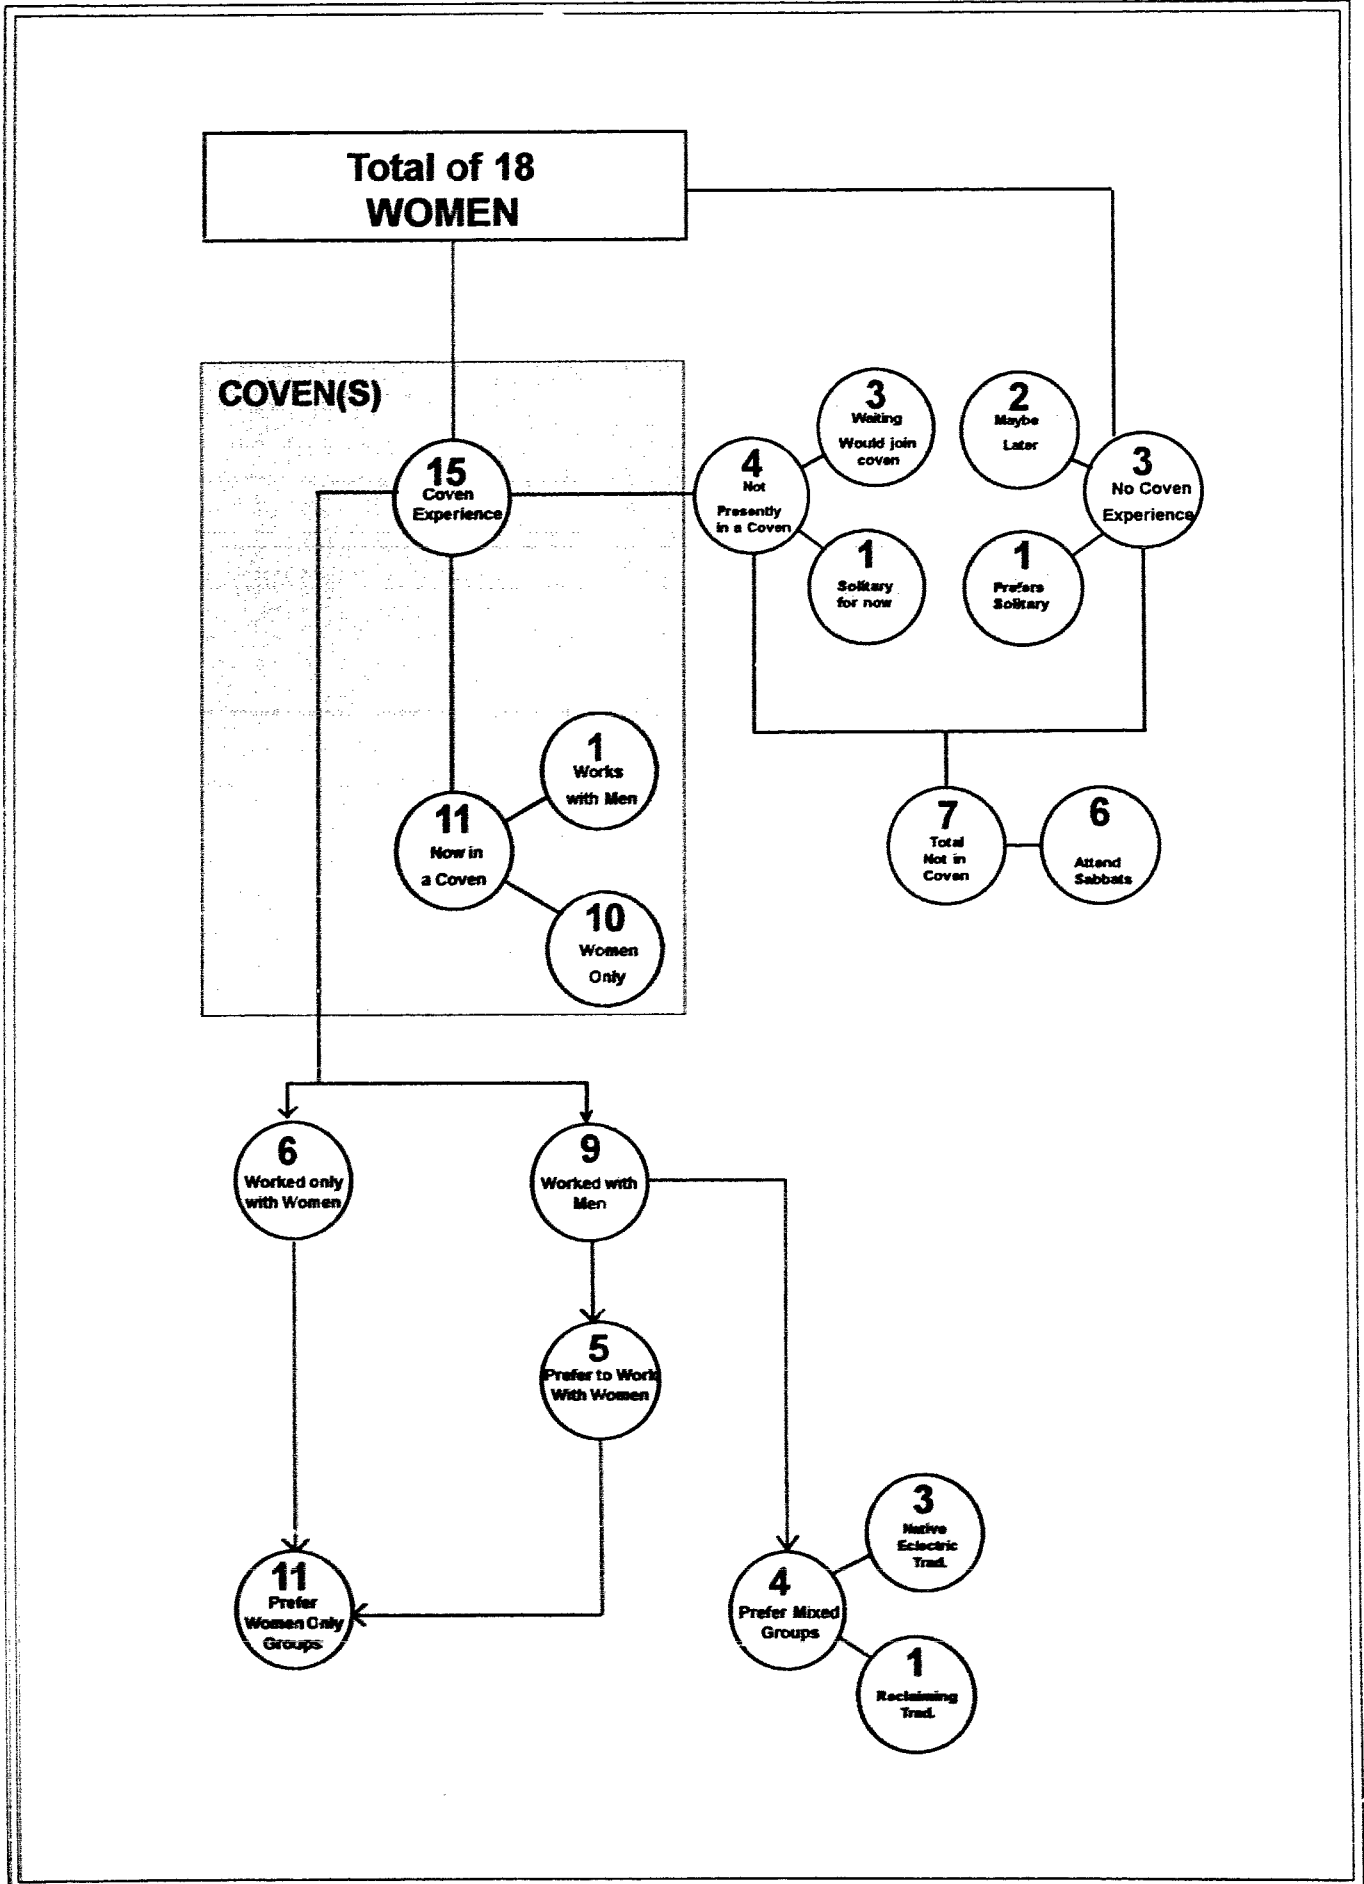 Total of 18
WOMEN
COVEN(S)
15
Coven
Experience
4
Not
Presently
in a Coven
3
Waiting
Would join
coven
1
Solitary
for now
2
Maybe
Later
3
No Coven
Experience
1
Prefers
Solitary
1
Works
with Men
11
Now in
a Coven
10
Women
Only
7
Total
Not in
Coven
6
Attend
Sabbats
6
Worked only
with Women
9
Worked with
Men
5
Prefer to Work
With Women
11
Prefer
Women Only
Groups
4
Prefer Mixed
Groups
3
Native
Eclectric
Trad.
1
Reclaiming
Trad.